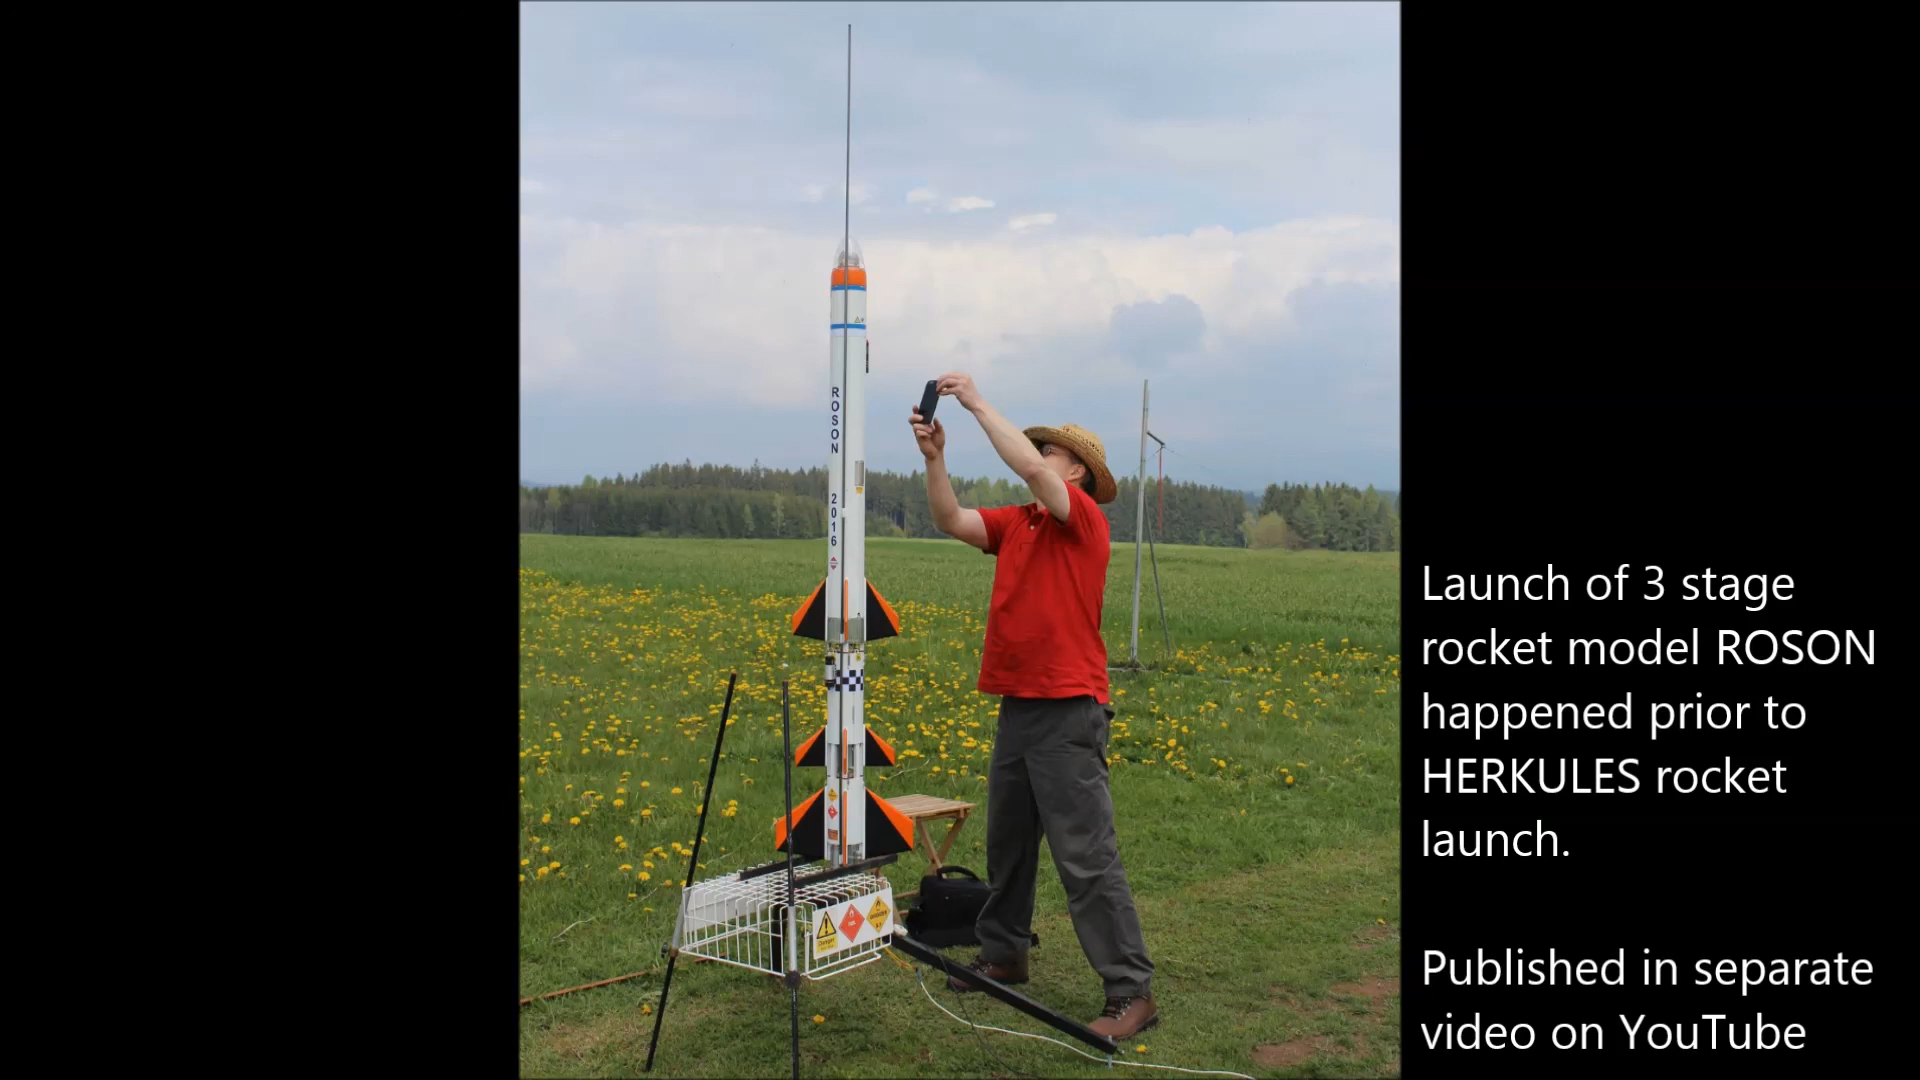 ROSON
2016
Launch of 3 stage
rocket model ROSON
happened prior to
HERKULES rocket
launch.
Published in separate
video on YouTube